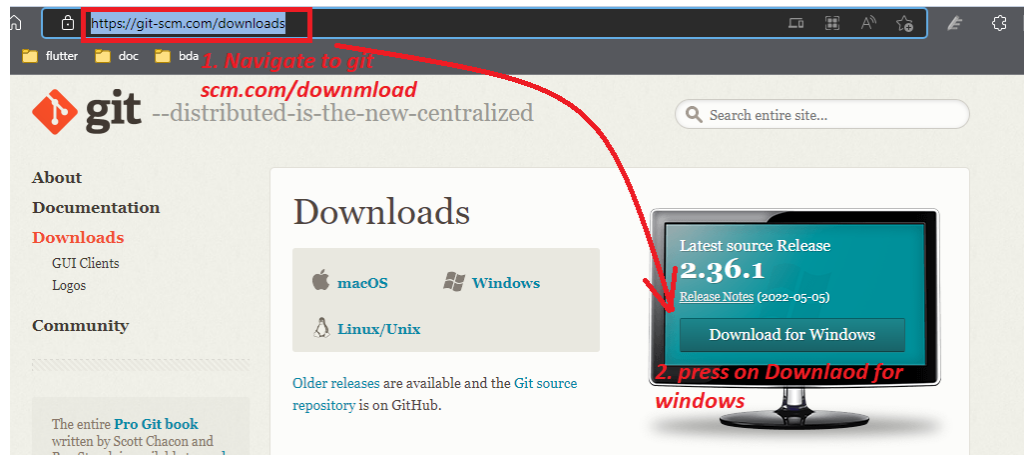 https://git-scm.com/downloads
flutter doc bda
1. Navigate to git
scm.com/downmload
git --distributed-is-the-new-centralized
Search entire site...
About
Documentation
Downloads
GUI Clients
Logos
Community
The entire Pro Git book
written by Scott Chacon and
Downloads
macOS Windows
Linux/Unix
Older releases are available and the Git source
repository is on GitHub.
Latest source Release
2.36.1
Release Notes (2022-05-05)
Download for Windows
2. press on Downlaod for
windows